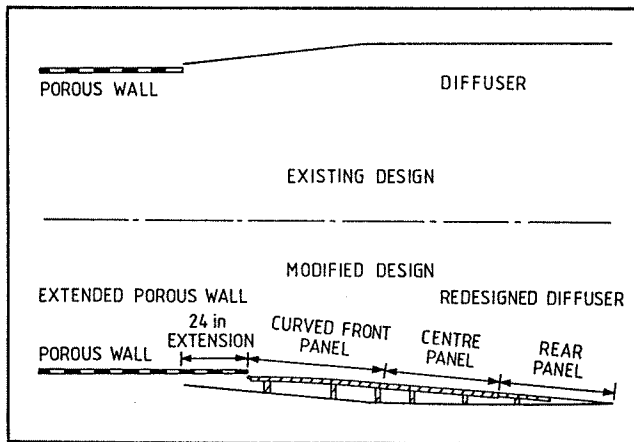 POROUS WALL
DIFFUSER
EXISTING DESIGN
MODIFIED DESIGN
EXTENDED POROUS WALL
REDESIGNED DIFFUSER
24 in
EXTENSION
CURVED FRONT
PANEL
CENTRE
PANEL
REAR
PANEL
POROUS WALL